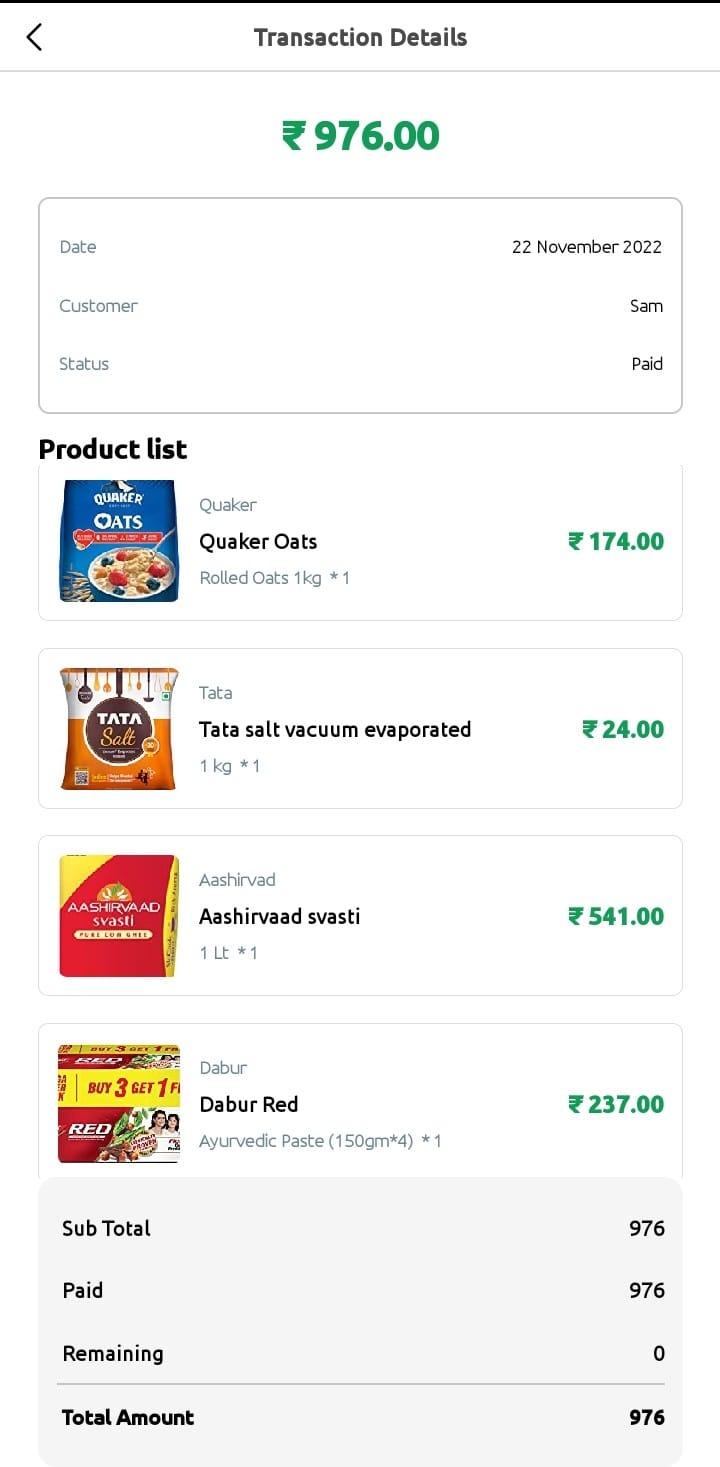 Transaction Details
₹ 976.00
Date 22 November 2022
Customer Sam
Status Paid
Product list
QUAKER
OATS
Quaker
Quaker Oats ₹ 174.00
Rolled Oats 1kg * 1
TATA
Salt
Tata
Tata salt vacuum evaporated ₹ 24.00
1 kg * 1
AASHIRVAAD
svasti
PURE COW GHEE
Aashirvad
Aashirvaad svasti ₹ 541.00
1 Lt * 1
RED
BUY 3 GET 1
RED
Dabur
Dabur Red ₹ 237.00
Ayurvedic Paste (150gm*4) * 1
Sub Total 976
Paid 976
Remaining 0
Total Amount 976